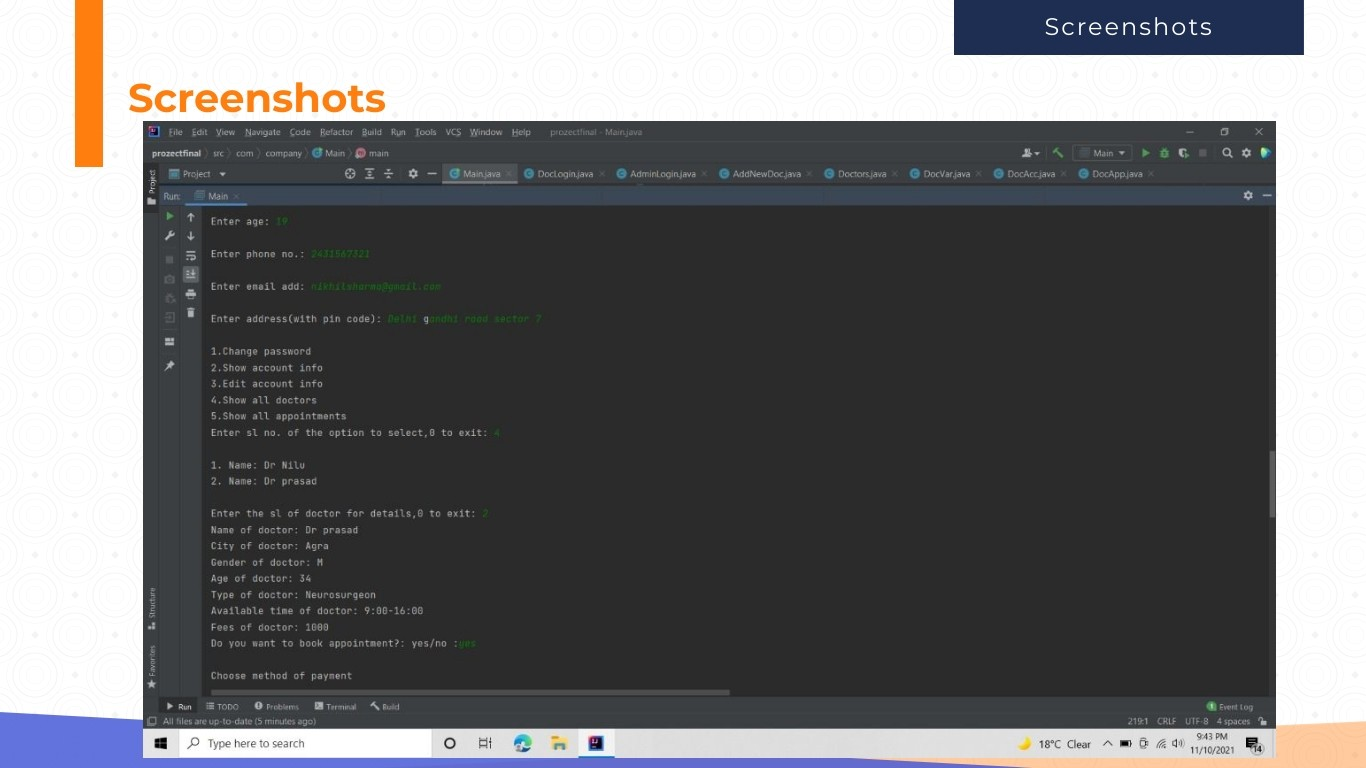 Screenshots
Screenshots
File Edit View Navigate Code Refactor Build Run Tools VCS Window Help prozectfinal - Main.java
prozectfinal src com company Main main
Main
Project
Main.java DocLogin.java AdminLogin.java AddNewDoc.java Doctors.java DocVar.java DocAcc.java DocApp.java
Project
Run: Main
Enter age: 19
Enter phone no.: 2431567321
Enter email add: nikhilsharma@gmail.com
Enter address(with pin code): Delhi gandhi road sector 7
1.Change password
2.Show account info
3.Edit account info
4.Show all doctors
5.Show all appointments
Enter sl no. of the option to select,0 to exit: 4
1. Name: Dr Nilu
2. Name: Dr prasad
Enter the sl of doctor for details,0 to exit: 2
Name of doctor: Dr prasad
City of doctor: Agra
Gender of doctor: M
Age of doctor: 34
Type of doctor: Neurosurgeon
Available time of doctor: 9:00-16:00
Fees of doctor: 1000
Do you want to book appointment?: yes/no :yes
Choose method of payment
Structure
Favorites
Run TODO Problems Terminal Build
1 Event Log
All files are up-to-date (5 minutes ago)
219:1 CRLF UTF-8 4 spaces
Type here to search
18°C Clear
9:43 PM
11/10/2021
14